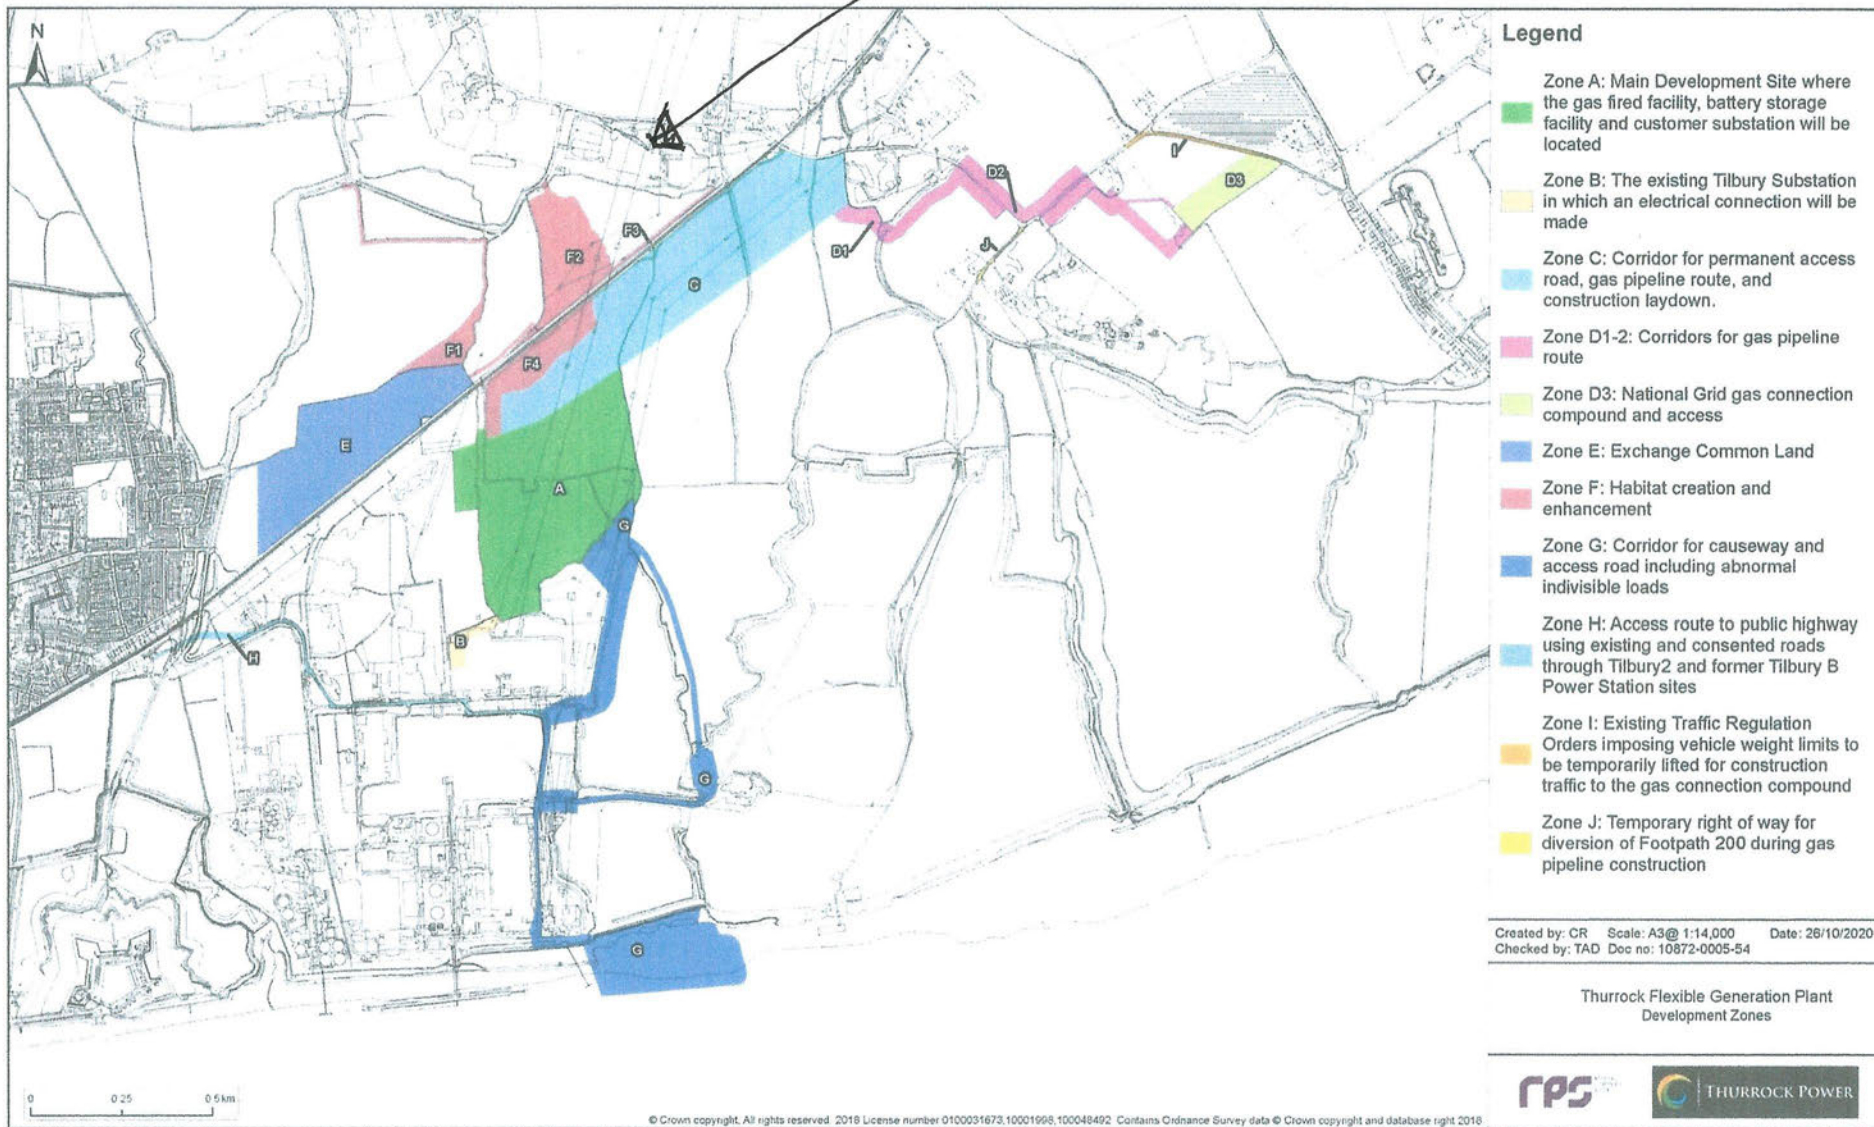 N
I
D3
D2
D1
J
F3
F2
C
F1
F4
E
A
G
B
H
G
G
0
0 25
0 5 km
© Crown copyright, All rights reserved 2018 License number 0100031673,10001998,100048492 Contains Ordnance Survey data © Crown copyright and database right 2018
Legend
Zone A: Main Development Site where
the gas fired facility, battery storage
facility and customer substation will be
located
Zone B: The existing Tilbury Substation
in which an electrical connection will be
made
Zone C: Corridor for permanent access
road, gas pipeline route, and
construction laydown.
Zone D1-2: Corridors for gas pipeline
route
Zone D3: National Grid gas connection
compound and access
Zone E: Exchange Common Land
Zone F: Habitat creation and
enhancement
Zone G: Corridor for causeway and
access road including abnormal
indivisible loads
Zone H: Access route to public highway
using existing and consented roads
through Tilbury2 and former Tilbury B
Power Station sites
Zone I: Existing Traffic Regulation
Orders imposing vehicle weight limits to
be temporarily lifted for construction
traffic to the gas connection compound
Zone J: Temporary right of way for
diversion of Footpath 200 during gas
pipeline construction
Created by: CR Scale: A3@ 1:14,000 Date: 26/10/2020
Checked by: TAD Doc no: 10872-0005-54
Thurrock Flexible Generation Plant
Development Zones
rps
THURROCK POWER